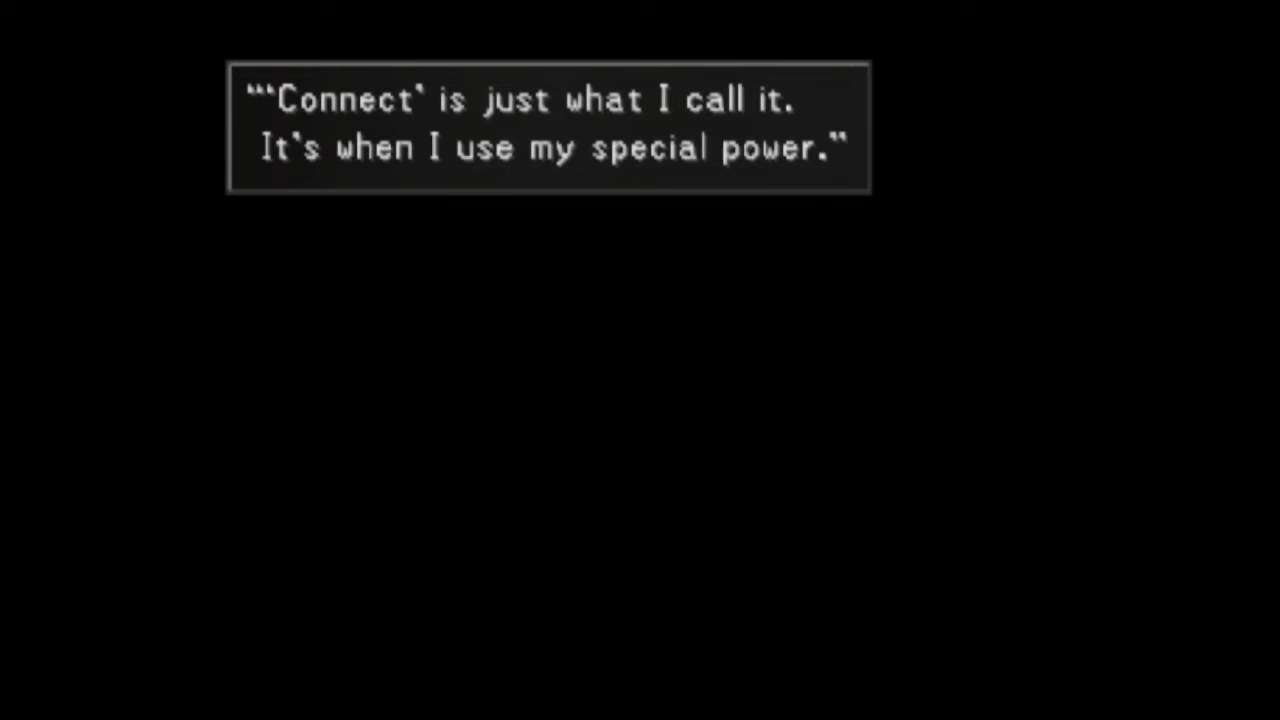 “‘Connect’ is just what I call it.
It’s when I use my special power.”